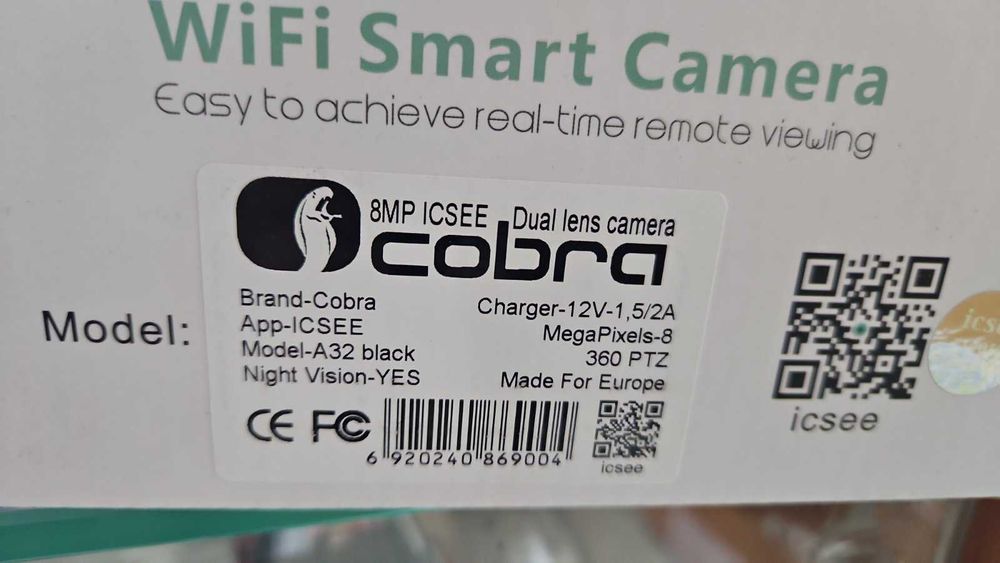 WiFi Smart Camera
Easy to achieve real-time remote viewing
8MP ICSEE Dual lens camera
cobra
Brand-Cobra
App-ICSEE
Model-A32 black
Night Vision-YES
Charger-12V-1,5/2A
MegaPixels-8
360 PTZ
Made For Europe
Model:
CE FC
6 920240 869004
icsee
icsee
ics